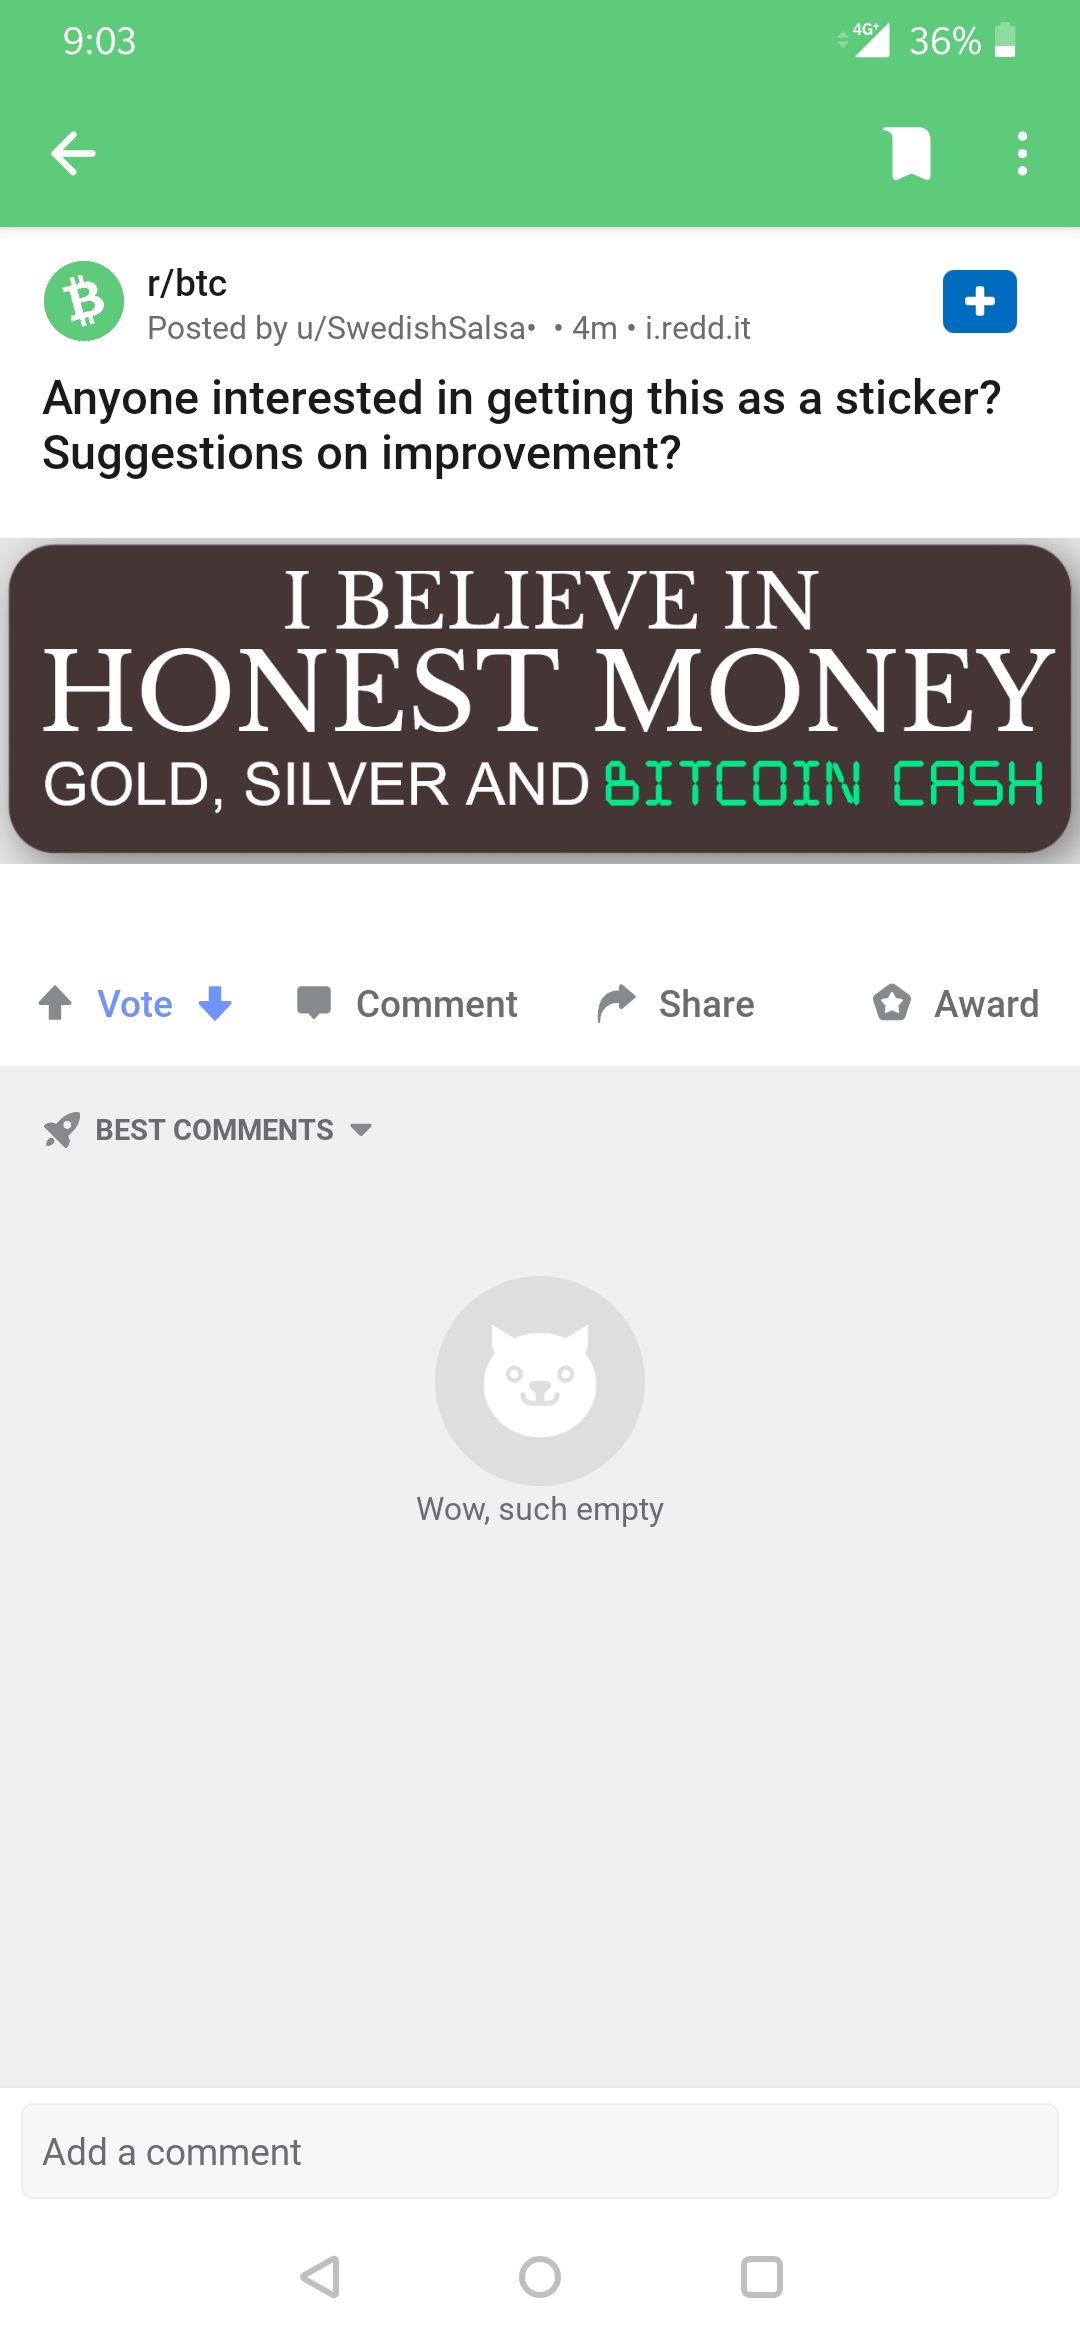 9:03
4G+ 36%
r/btc
Posted by u/SwedishSalsa• • 4m • i.redd.it
Anyone interested in getting this as a sticker?
Suggestions on improvement?
I BELIEVE IN
HONEST MONEY
GOLD, SILVER AND BITCOIN CASH
Vote Comment Share Award
BEST COMMENTS
Wow, such empty
Add a comment